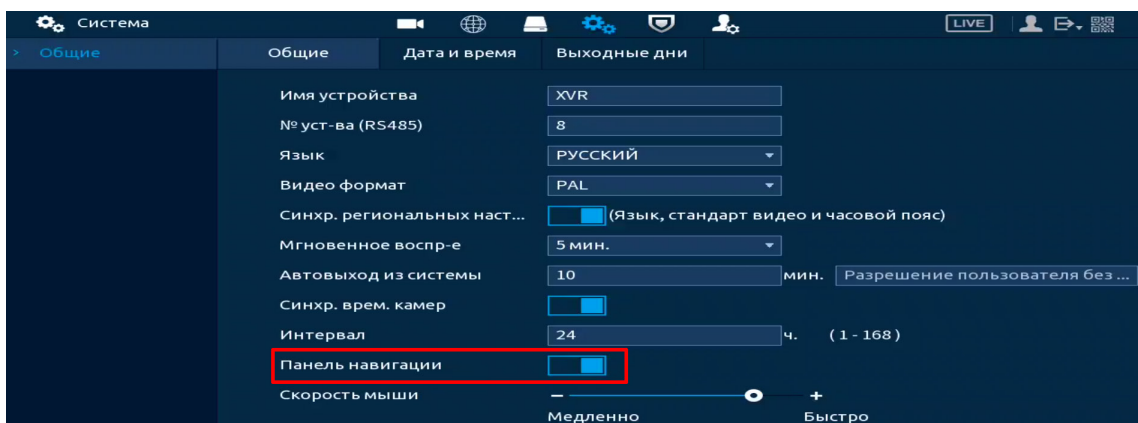 Система LIVE
> Общие Общие Дата и время Выходные дни
Имя устройства XVR
№ уст-ва (RS485) 8
Язык РУССКИЙ
Видео формат PAL
Синхр. региональных наст... (Язык, стандарт видео и часовой пояс)
Мгновенное воспр-е 5 мин.
Автовыход из системы 10 мин. Разрешение пользователя без ...
Синхр. врем. камер
Интервал 24 ч. (1 - 168)
Панель навигации
Скорость мыши − +
Медленно Быстро